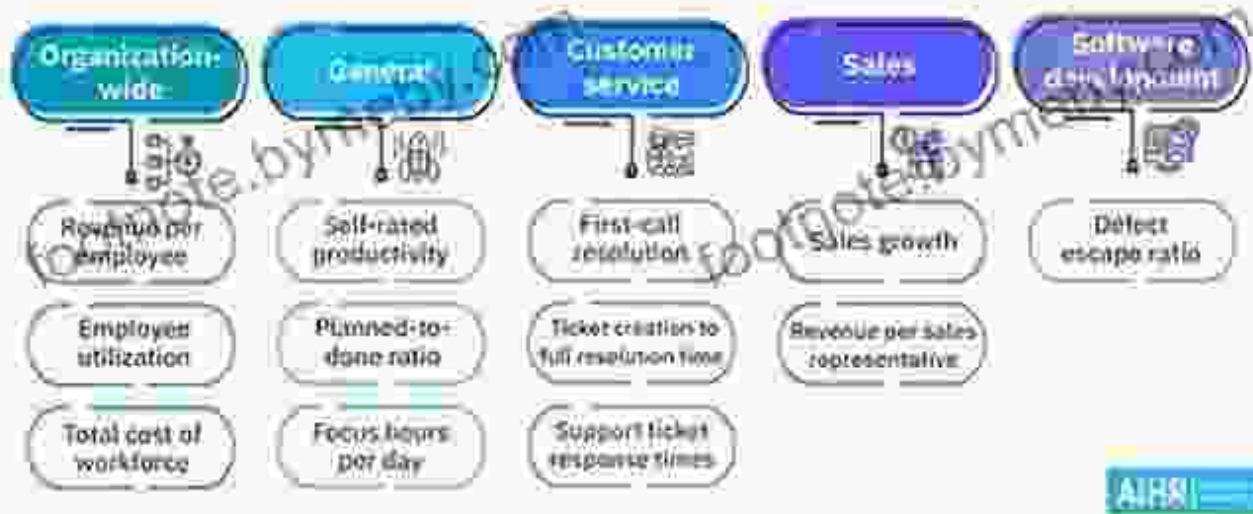 Organization-
wide
General
Customer
service
Sales
Software
development
Revenue per
employee
Employee
utilization
Total cost of
workforce
Self-rated
productivity
Planned-to-
done ratio
Focus hours
per day
First-call
resolution
Ticket creation to
full resolution time
Support ticket
response times
Sales growth
Revenue per sales
representative
Defect
escape ratio
AIHR